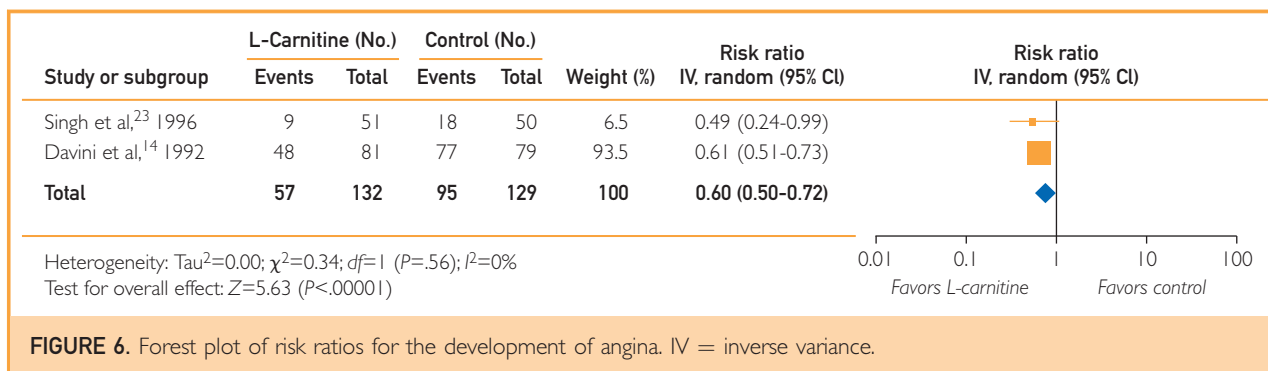 L-Carnitine (No.) Control (No.) Risk ratio Risk ratio
Study or subgroup Events Total Events Total Weight (%) IV, random (95% CI) IV, random (95% CI)
Singh et al,23 1996 9 51 18 50 6.5 0.49 (0.24-0.99)
Davini et al,14 1992 48 81 77 79 93.5 0.61 (0.51-0.73)
Total 57 132 95 129 100 0.60 (0.50-0.72)
Heterogeneity: Tau2=0.00; χ2=0.34; df=1 (P=.56); I2=0%
Test for overall effect: Z=5.63 (P<.00001)
0.01 0.1 1 10 100
Favors L-carnitine Favors control
FIGURE 6. Forest plot of risk ratios for the development of angina. IV = inverse variance.